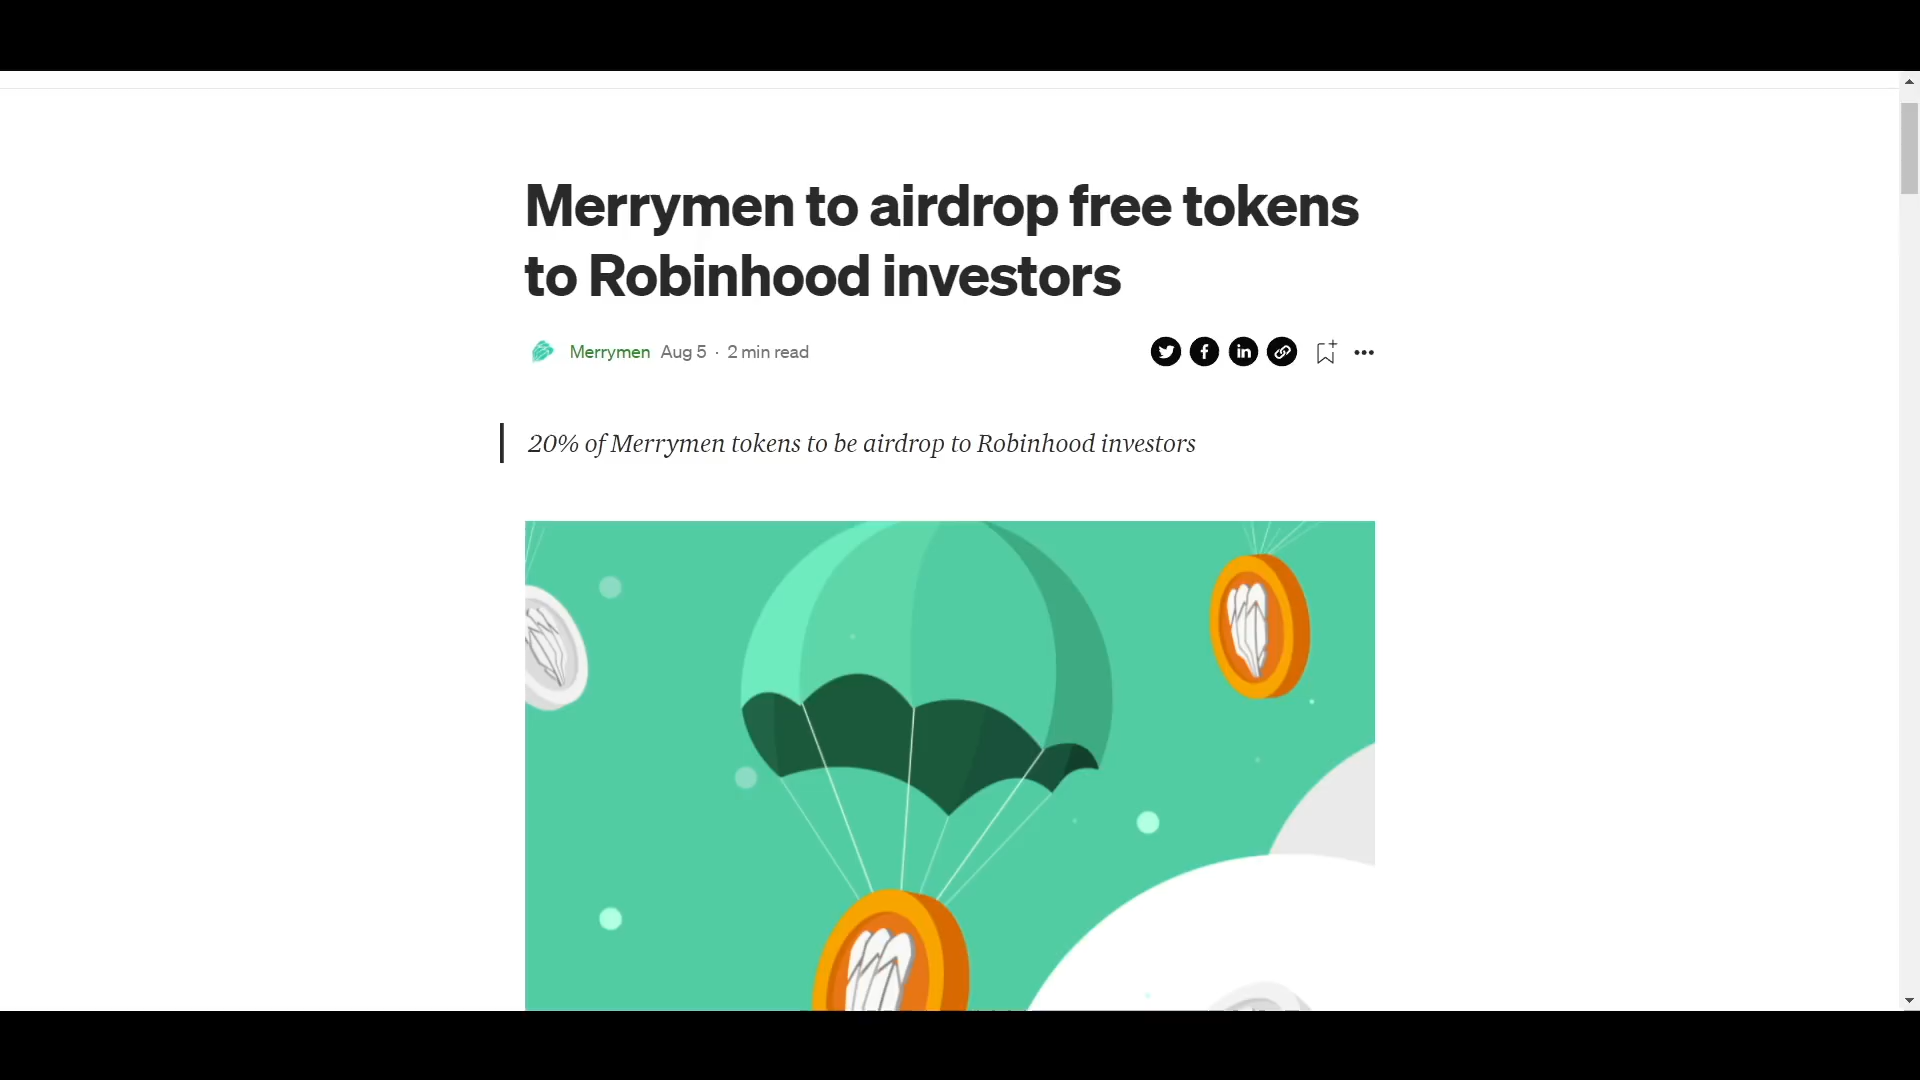 Merrymen to airdrop free tokens
to Robinhood investors
Merrymen Aug 5 · 2 min read
20% of Merrymen tokens to be airdrop to Robinhood investors